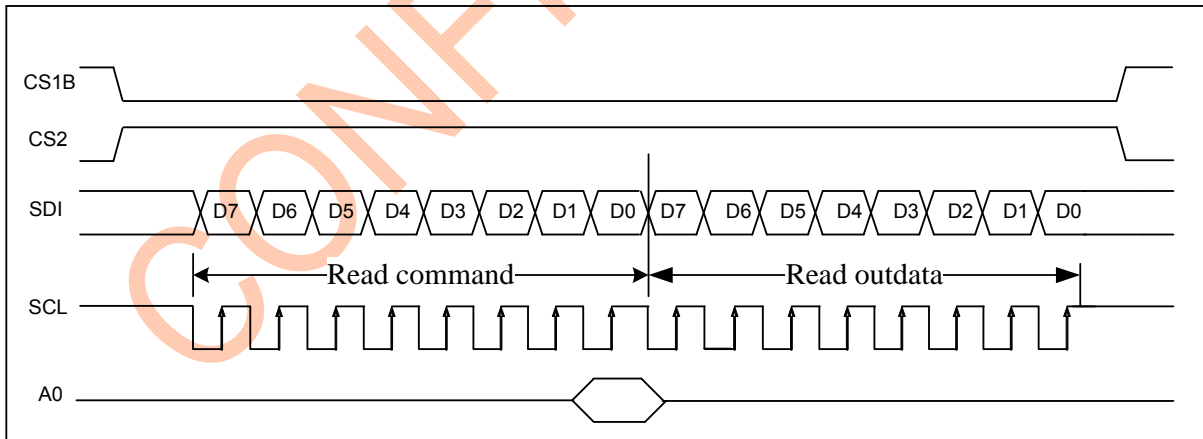 CONF
CS1B
CS2
SDI D7 D6 D5 D4 D3 D2 D1 D0 D7 D6 D5 D4 D3 D2 D1 D0
Read command Read outdata
SCL
A0